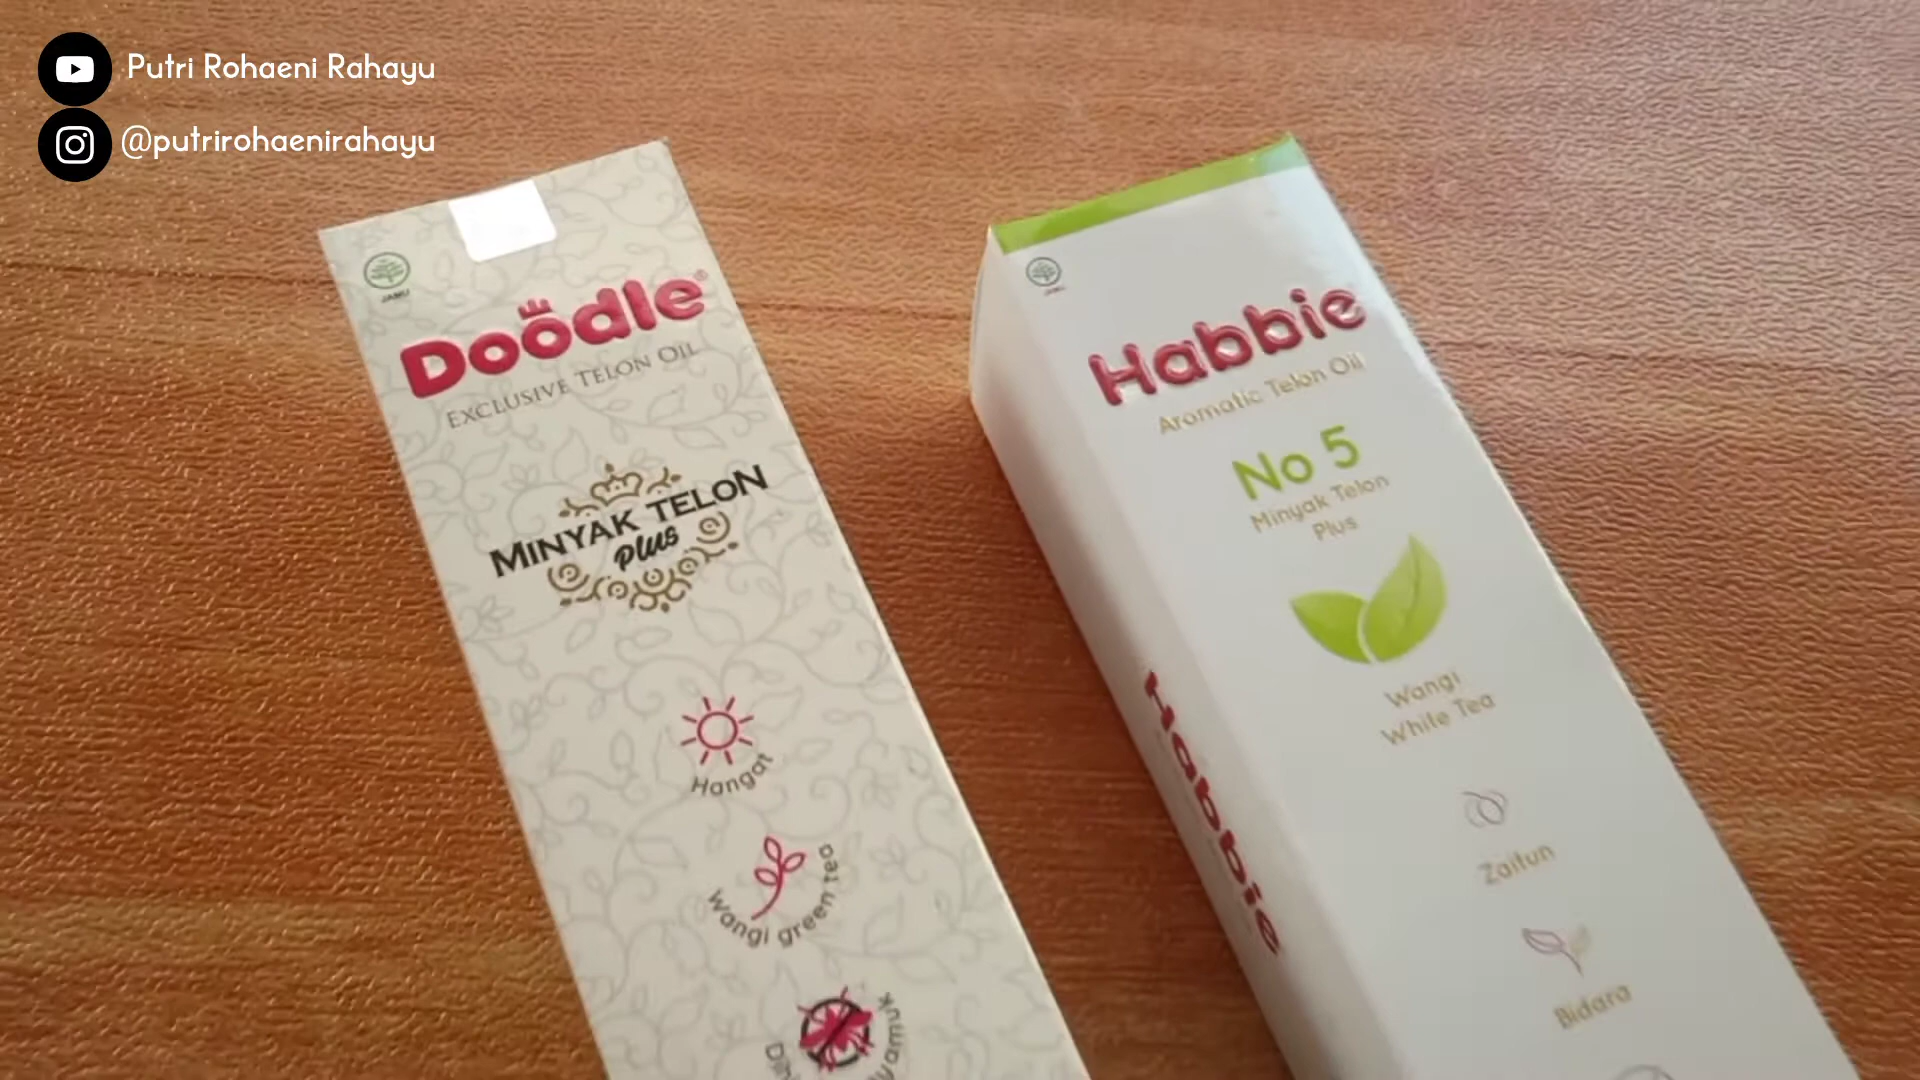 Putri Rohaeni Rahayu
@putrirohaenirahayu
JAMU
Doodle®
EXCLUSIVE TELON OIL
MINYAK TELON
plus
Hangat
Wangi green tea
Habbie
Aromatic Telon Oil
No 5
Minyak Telon
Plus
Wangi
White Tea
Zaitun
Bidara
Habbie